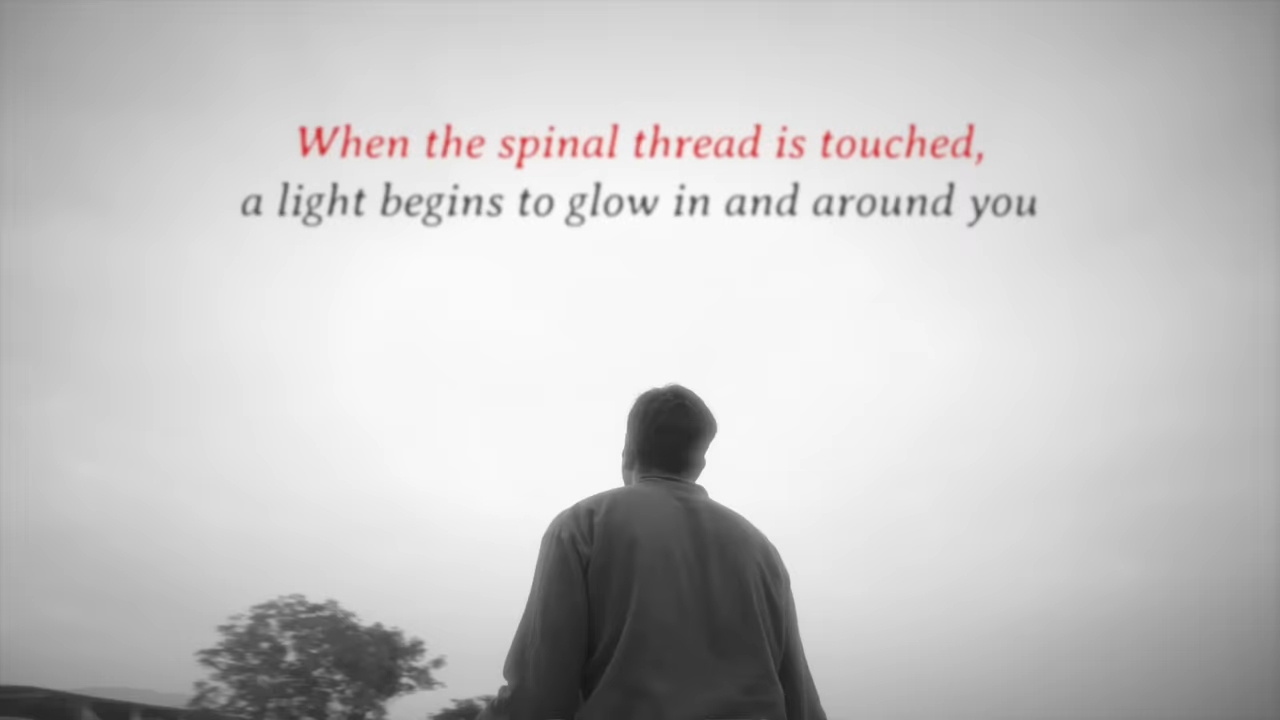 When the spinal thread is touched,
a light begins to glow in and around you